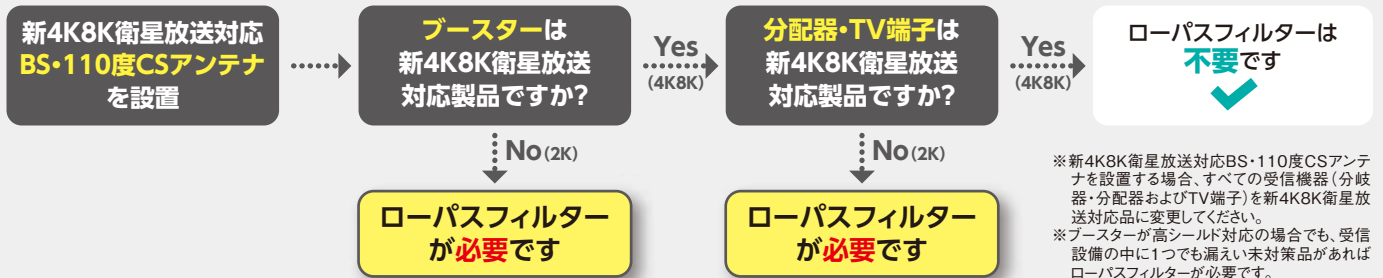 新4K8K衛星放送対応
BS・110度CSアンテナ
を設置
ブースターは
新4K8K衛星放送
対応製品ですか?
Yes
(4K8K)
分配器・TV端子は
新4K8K衛星放送
対応製品ですか?
Yes
(4K8K)
ローパスフィルターは
不要です
No(2K)
No(2K)
ローパスフィルター
が必要です
ローパスフィルター
が必要です
※新4K8K衛星放送対応BS・110度CSアンテ
ナを設置する場合、すべての受信機器(分岐
器・分配器およびTV端子)を新4K8K衛星放
送対応品に変更してください。
※ブースターが高シールド対応の場合でも、受信
設備の中に1つでも漏えい未対策品があれば
ローパスフィルターが必要です。